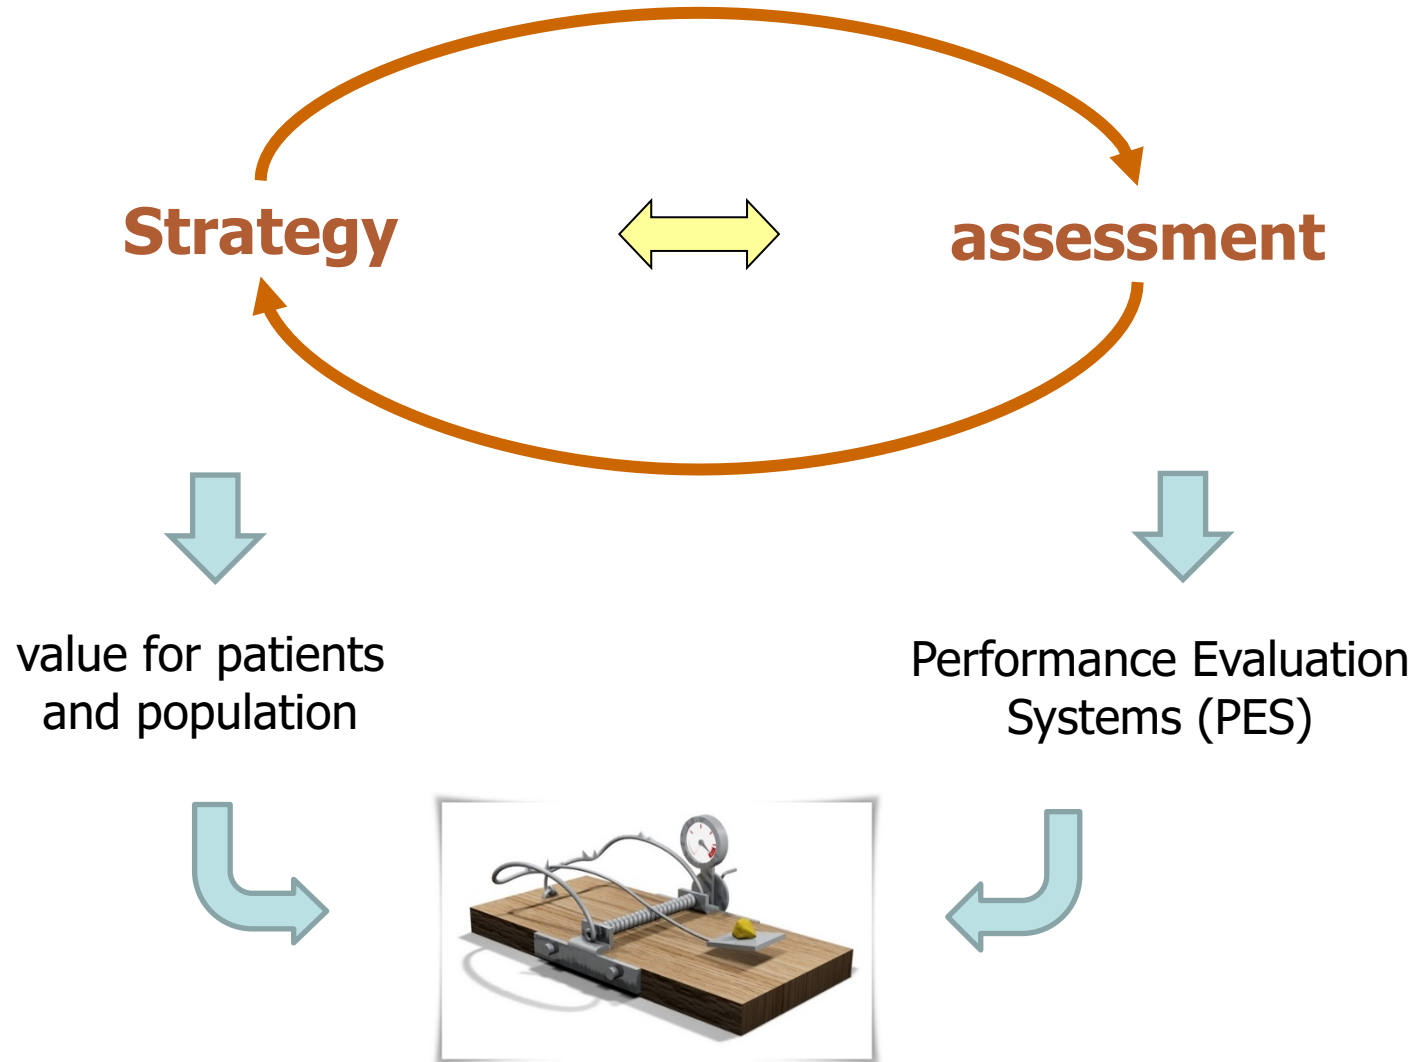 Strategy
assessment
value for patients
and population
Performance Evaluation
Systems (PES)